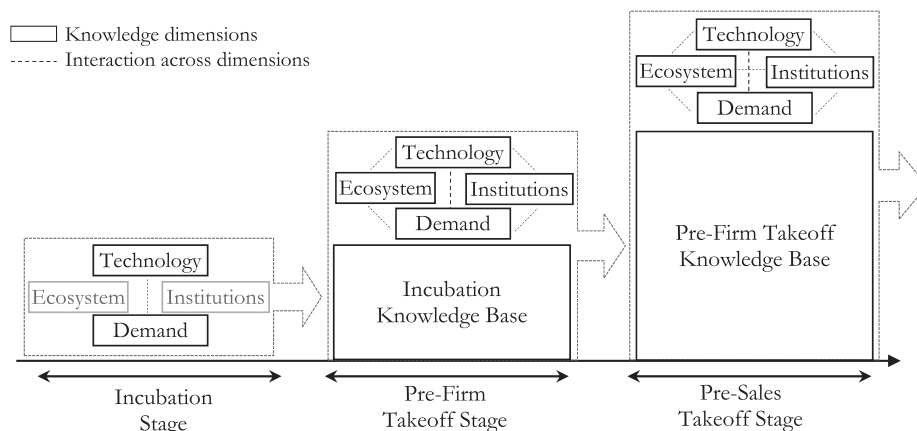 Knowledge dimensions
Interaction across dimensions
Technology
Ecosystem
Institutions
Demand
Technology
Ecosystem
Institutions
Demand
Technology
Ecosystem
Institutions
Demand
Incubation
Knowledge Base
Pre-Firm Takeoff
Knowledge Base
Incubation
Stage
Pre-Firm
Takeoff Stage
Pre-Sales
Takeoff Stage